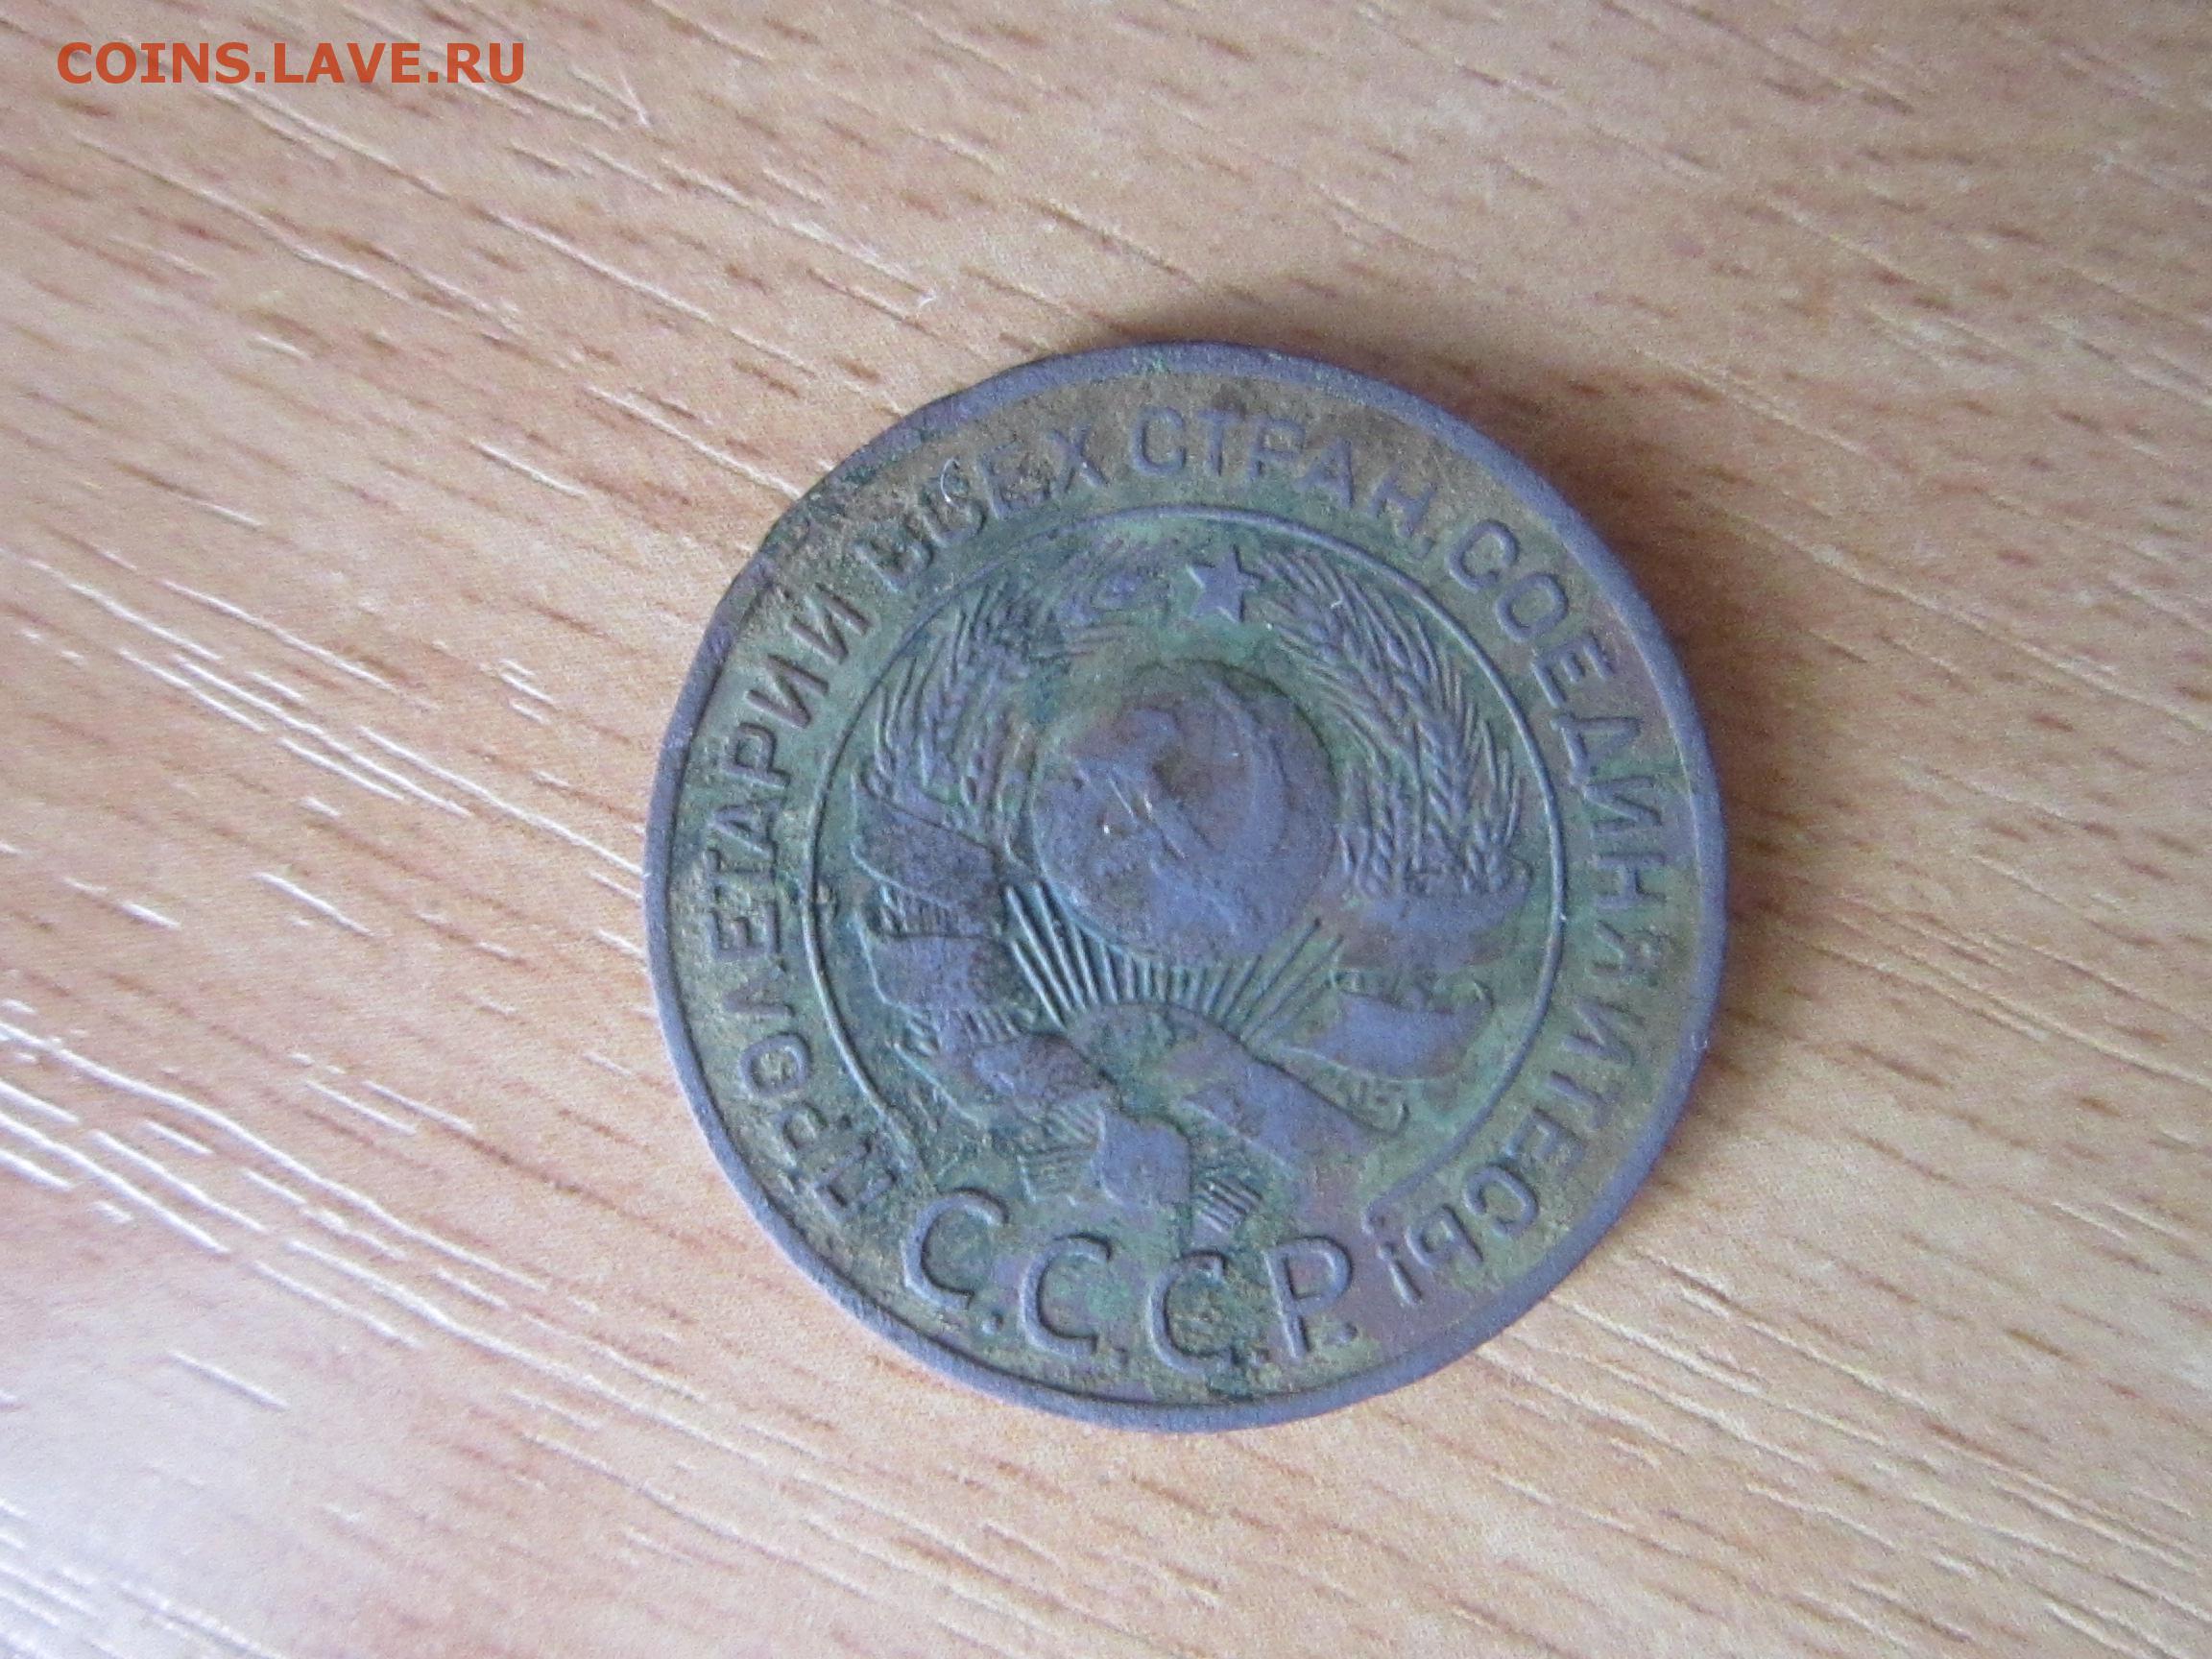 COINS.LAVE.RU
ПРОЛЕТАРИИ ВСЕХ СТРАН, СОЕДИНЯЙТЕСЬ!
С.С.С.Р.